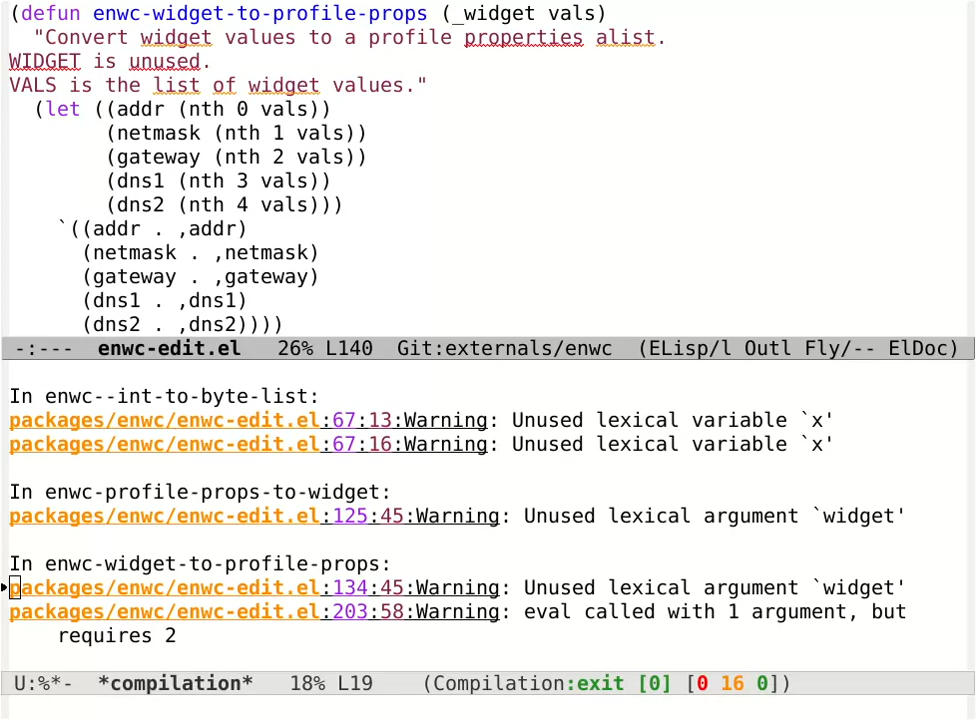 (defun enwc-widget-to-profile-props (_widget vals)
  "Convert widget values to a profile properties alist.
WIDGET is unused.
VALS is the list of widget values."
  (let ((addr (nth 0 vals))
        (netmask (nth 1 vals))
        (gateway (nth 2 vals))
        (dns1 (nth 3 vals))
        (dns2 (nth 4 vals)))
    `((addr . ,addr)
      (netmask . ,netmask)
      (gateway . ,gateway)
      (dns1 . ,dns1)
      (dns2 . ,dns2))))
-:---  enwc-edit.el   26% L140  Git:externals/enwc  (ELisp/l Outl Fly/-- ElDoc)
In enwc--int-to-byte-list:
packages/enwc/enwc-edit.el:67:13:Warning: Unused lexical variable `x'
packages/enwc/enwc-edit.el:67:16:Warning: Unused lexical variable `x'
In enwc-profile-props-to-widget:
packages/enwc/enwc-edit.el:125:45:Warning: Unused lexical argument `widget'
In enwc-widget-to-profile-props:
packages/enwc/enwc-edit.el:134:45:Warning: Unused lexical argument `widget'
packages/enwc/enwc-edit.el:203:58:Warning: eval called with 1 argument, but
    requires 2
U:%*-  *compilation*   18% L19    (Compilation:exit [0] [0 16 0])